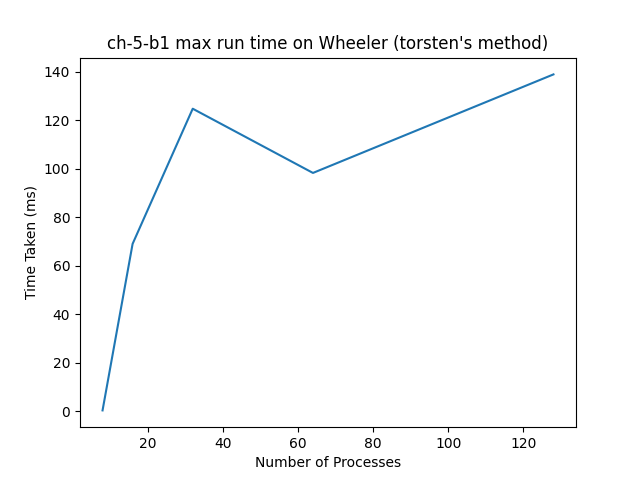 ch-5-b1 max run time on Wheeler (torsten's method)
140
120
100
80
60
40
20
0
Time Taken (ms)
20 40 60 80 100 120
Number of Processes